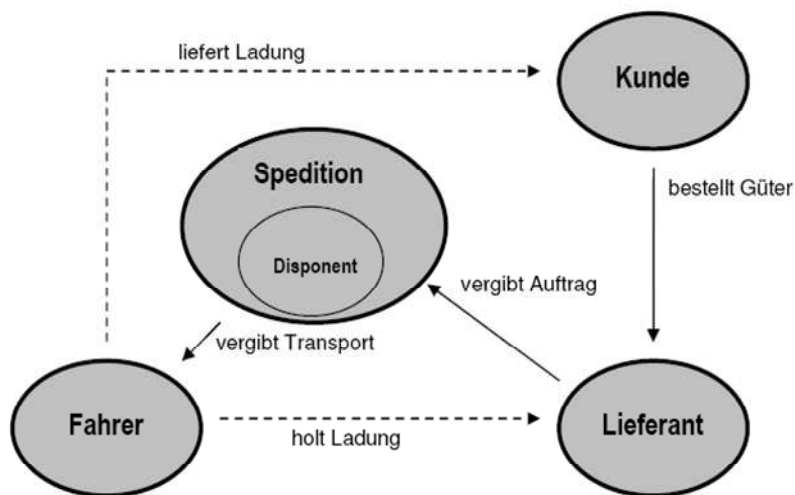 liefert Ladung
Kunde
Spedition
bestellt Güter
Disponent
vergibt Auftrag
vergibt Transport
Fahrer
Lieferant
holt Ladung